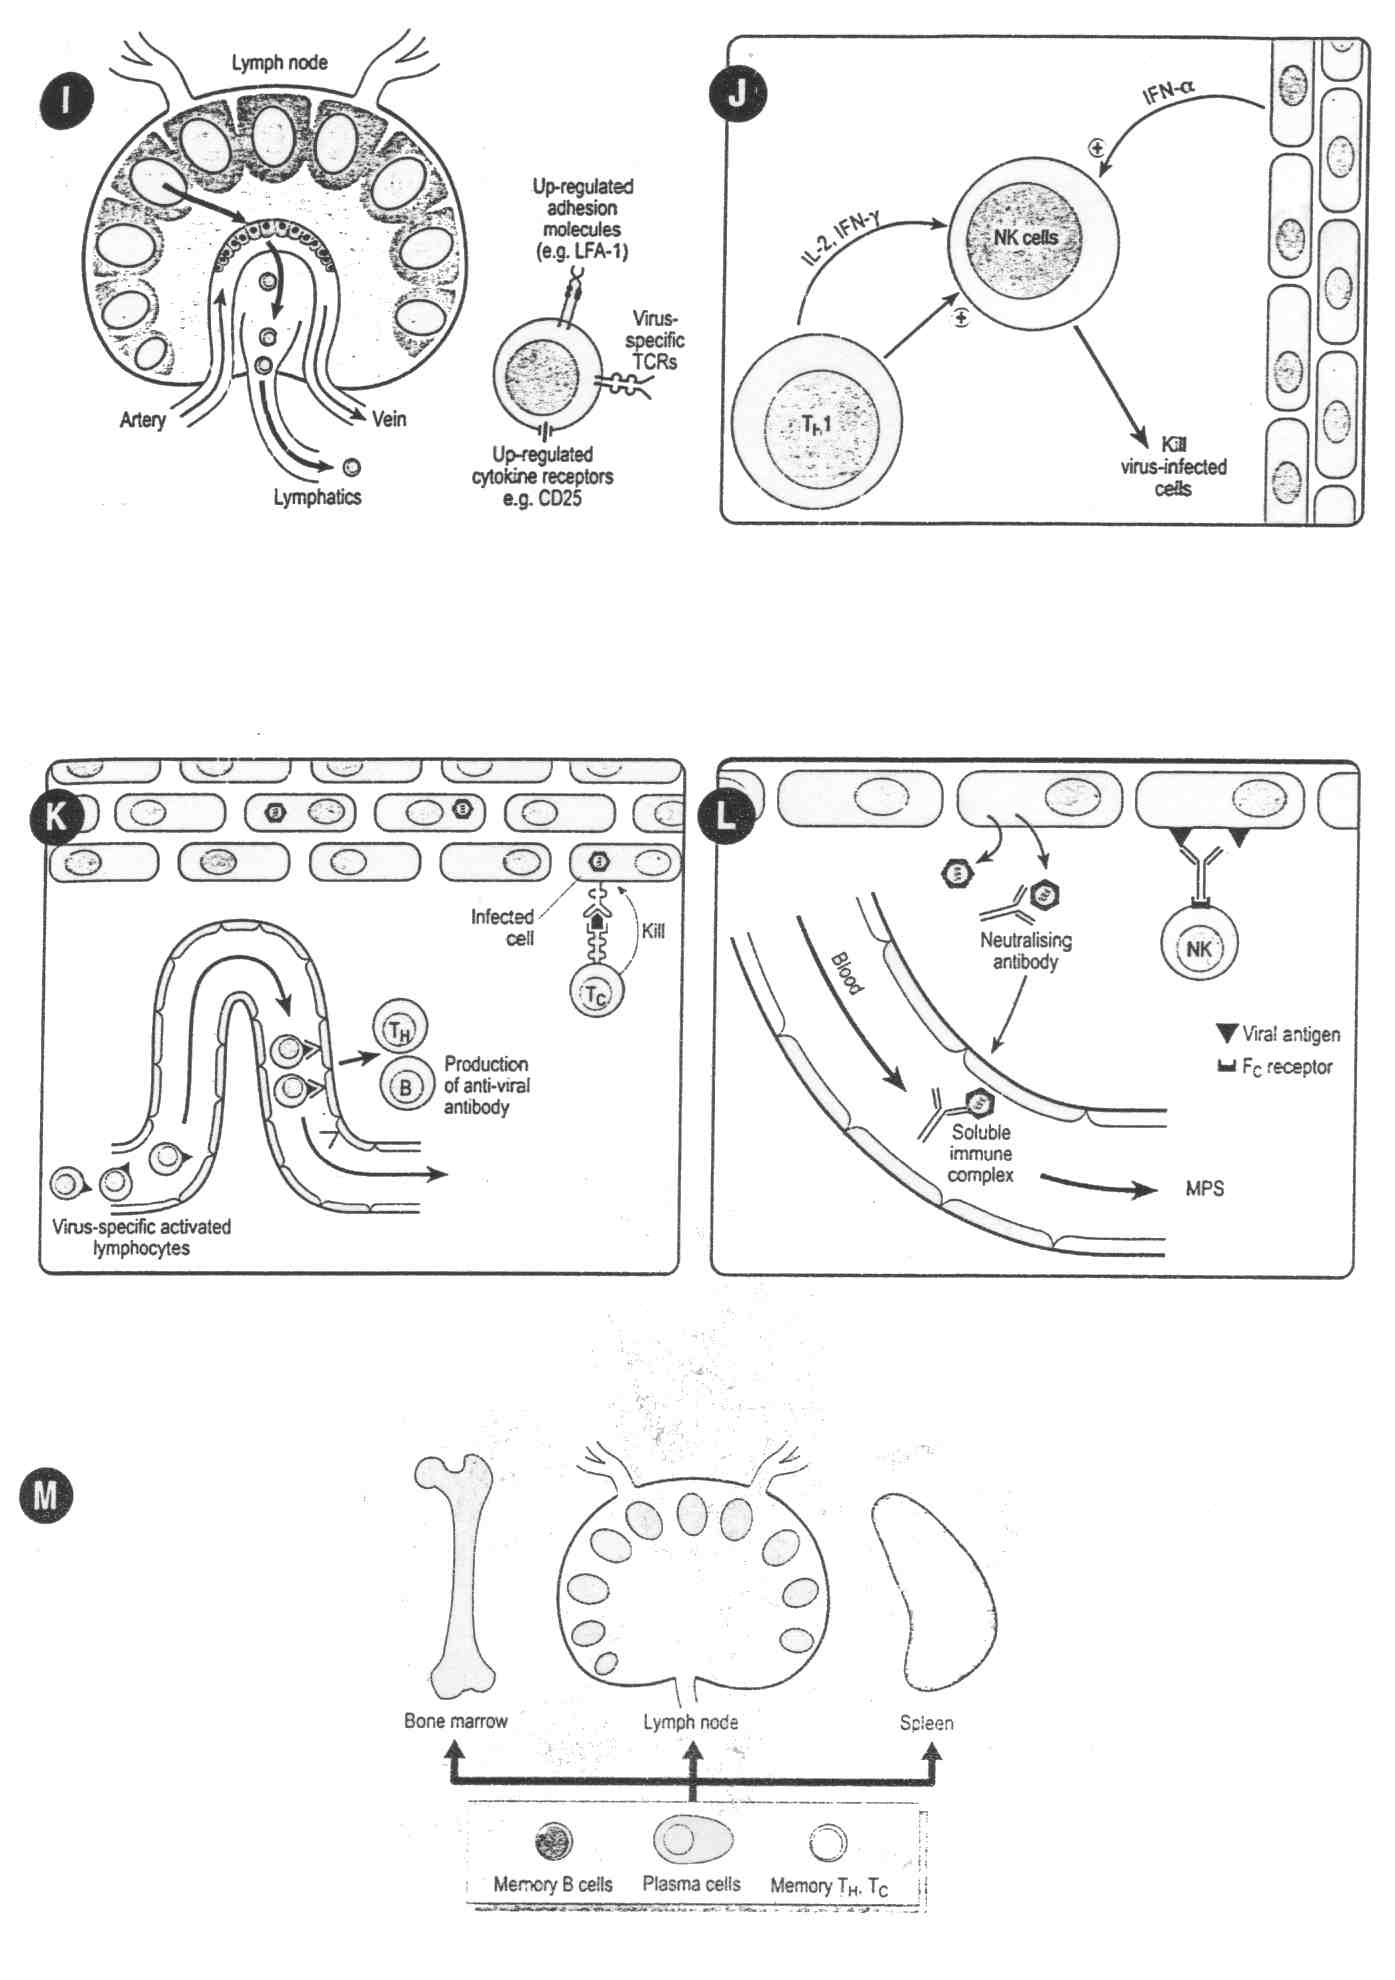 I
Lymph node
Up-regulated
adhesion
molecules
(e.g. LFA-1)
Virus-
specific
TCRs
Artery
Vein
Up-regulated
cytokine receptors
e.g. CD25
Lymphatics
J
IFN-α
IL-2, IFN-γ
NK cells
TH1
Kill
virus-infected
cells
K
Infected
cell
Kill
TC
TH
B
Production
of anti-viral
antibody
Virus-specific activated
lymphocytes
L
Neutralising
antibody
NK
Blood
Viral antigen
FC receptor
Soluble
immune
complex
MPS
M
Bone marrow
Lymph node
Spleen
Memory B cells
Plasma cells
Memory TH, TC